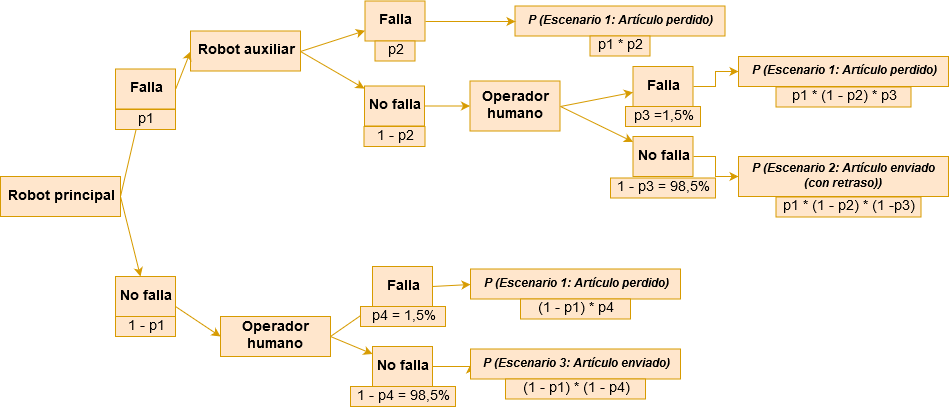 Falla
p2
P (Escenario 1: Artículo perdido)
p1 * p2
Robot auxiliar
Falla
p1
No falla
1 - p2
Operador
humano
Falla
p3 =1,5%
P (Escenario 1: Artículo perdido)
p1 * (1 - p2) * p3
No falla
1 - p3 = 98,5%
P (Escenario 2: Artículo enviado
(con retraso))
p1 * (1 - p2) * (1 -p3)
Robot principal
No falla
1 - p1
Operador
humano
Falla
p4 = 1,5%
P (Escenario 1: Artículo perdido)
(1 - p1) * p4
No falla
1 - p4 = 98,5%
P (Escenario 3: Artículo enviado)
(1 - p1) * (1 - p4)